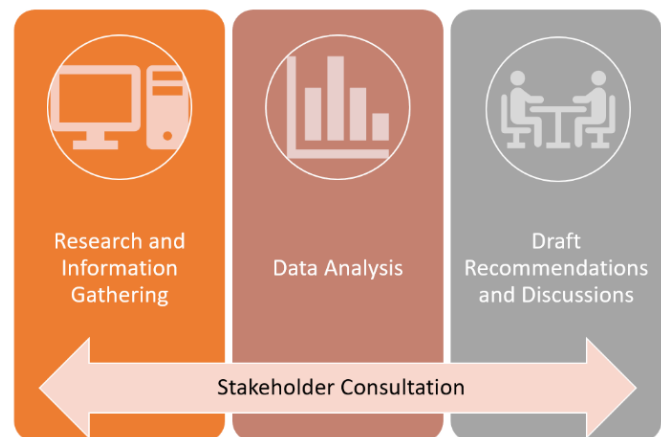 Research and
Information
Gathering
Data Analysis
Draft
Recommendations
and Discussions
Stakeholder Consultation